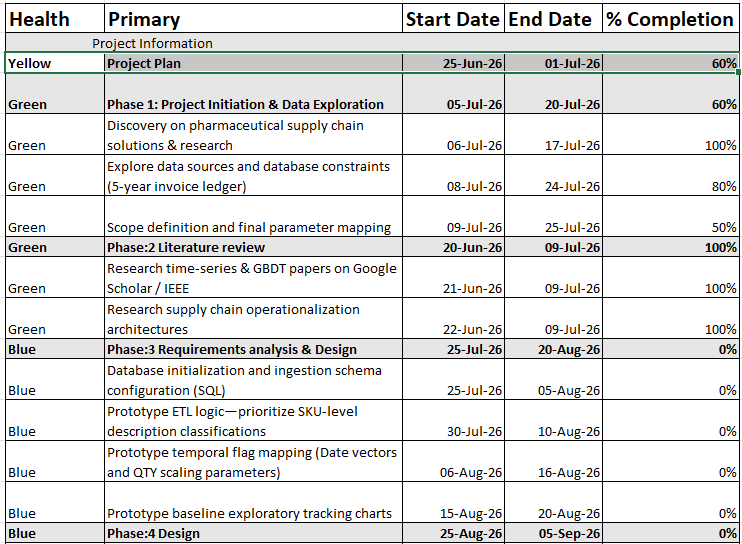 Health Primary Start Date End Date % Completion
Project Information
Yellow Project Plan 25-Jun-26 01-Jul-26 60%
Green Phase 1: Project Initiation & Data Exploration 05-Jul-26 20-Jul-26 60%
Discovery on pharmaceutical supply chain
Green solutions & research 06-Jul-26 17-Jul-26 100%
Explore data sources and database constraints
Green (5-year invoice ledger) 08-Jul-26 24-Jul-26 80%
Green Scope definition and final parameter mapping 09-Jul-26 25-Jul-26 50%
Green Phase:2 Literature review 20-Jun-26 09-Jul-26 100%
Research time-series & GBDT papers on Google
Green Scholar / IEEE 21-Jun-26 09-Jul-26 100%
Research supply chain operationalization
Green architectures 22-Jun-26 09-Jul-26 100%
Blue Phase:3 Requirements analysis & Design 25-Jul-26 20-Aug-26 0%
Database initialization and ingestion schema
Blue configuration (SQL) 25-Jul-26 05-Aug-26 0%
Prototype ETL logic—prioritize SKU-level
Blue description classifications 30-Jul-26 10-Aug-26 0%
Prototype temporal flag mapping (Date vectors
Blue and QTY scaling parameters) 06-Aug-26 16-Aug-26 0%
Blue Prototype baseline exploratory tracking charts 15-Aug-26 20-Aug-26 0%
Blue Phase:4 Design 25-Aug-26 05-Sep-26 0%